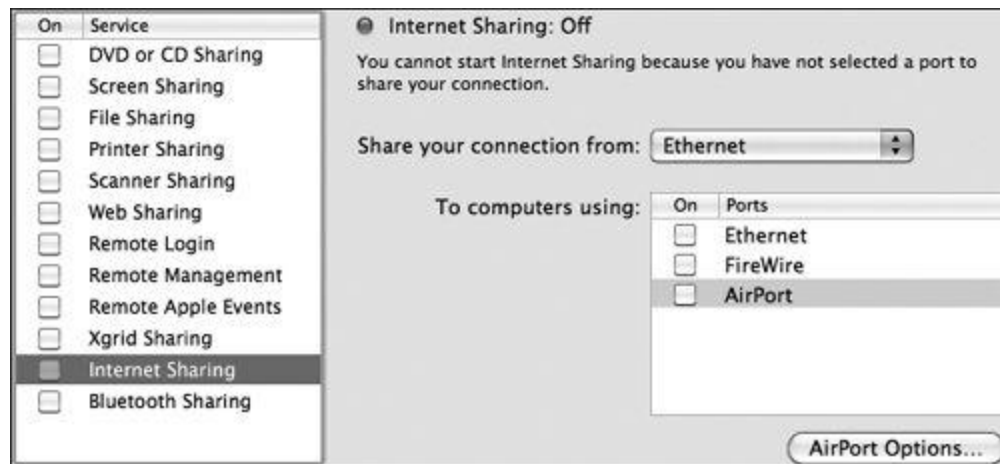 On Service
DVD or CD Sharing
Screen Sharing
File Sharing
Printer Sharing
Scanner Sharing
Web Sharing
Remote Login
Remote Management
Remote Apple Events
Xgrid Sharing
Internet Sharing
Bluetooth Sharing
Internet Sharing: Off
You cannot start Internet Sharing because you have not selected a port to
share your connection.
Share your connection from: Ethernet
To computers using:
On Ports
Ethernet
FireWire
AirPort
AirPort Options...